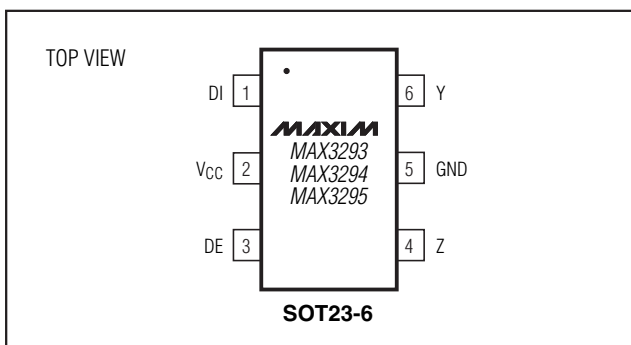 TOP VIEW
DI 1 6 Y
MAXIM
MAX3293
VCC 2 MAX3294 5 GND
MAX3295
DE 3 4 Z
SOT23-6